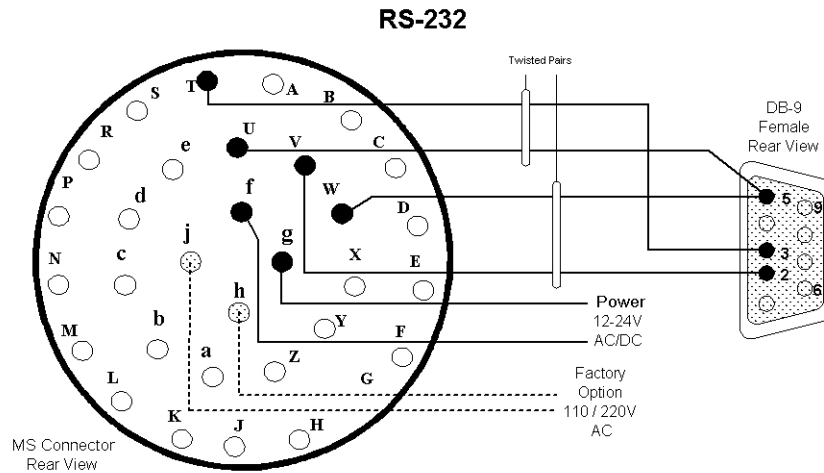 RS-232
Twisted Pairs
T
A
S
B
R
U
V
C
e
P
W
d
f
D
N
c
j
g
X
E
h
M
b
Y
F
a
Z
G
L
K
J
H
MS Connector
Rear View
DB-9
Female
Rear View
5
9
3
2
6
Power
12-24V
AC/DC
Factory
Option
110 / 220V
AC